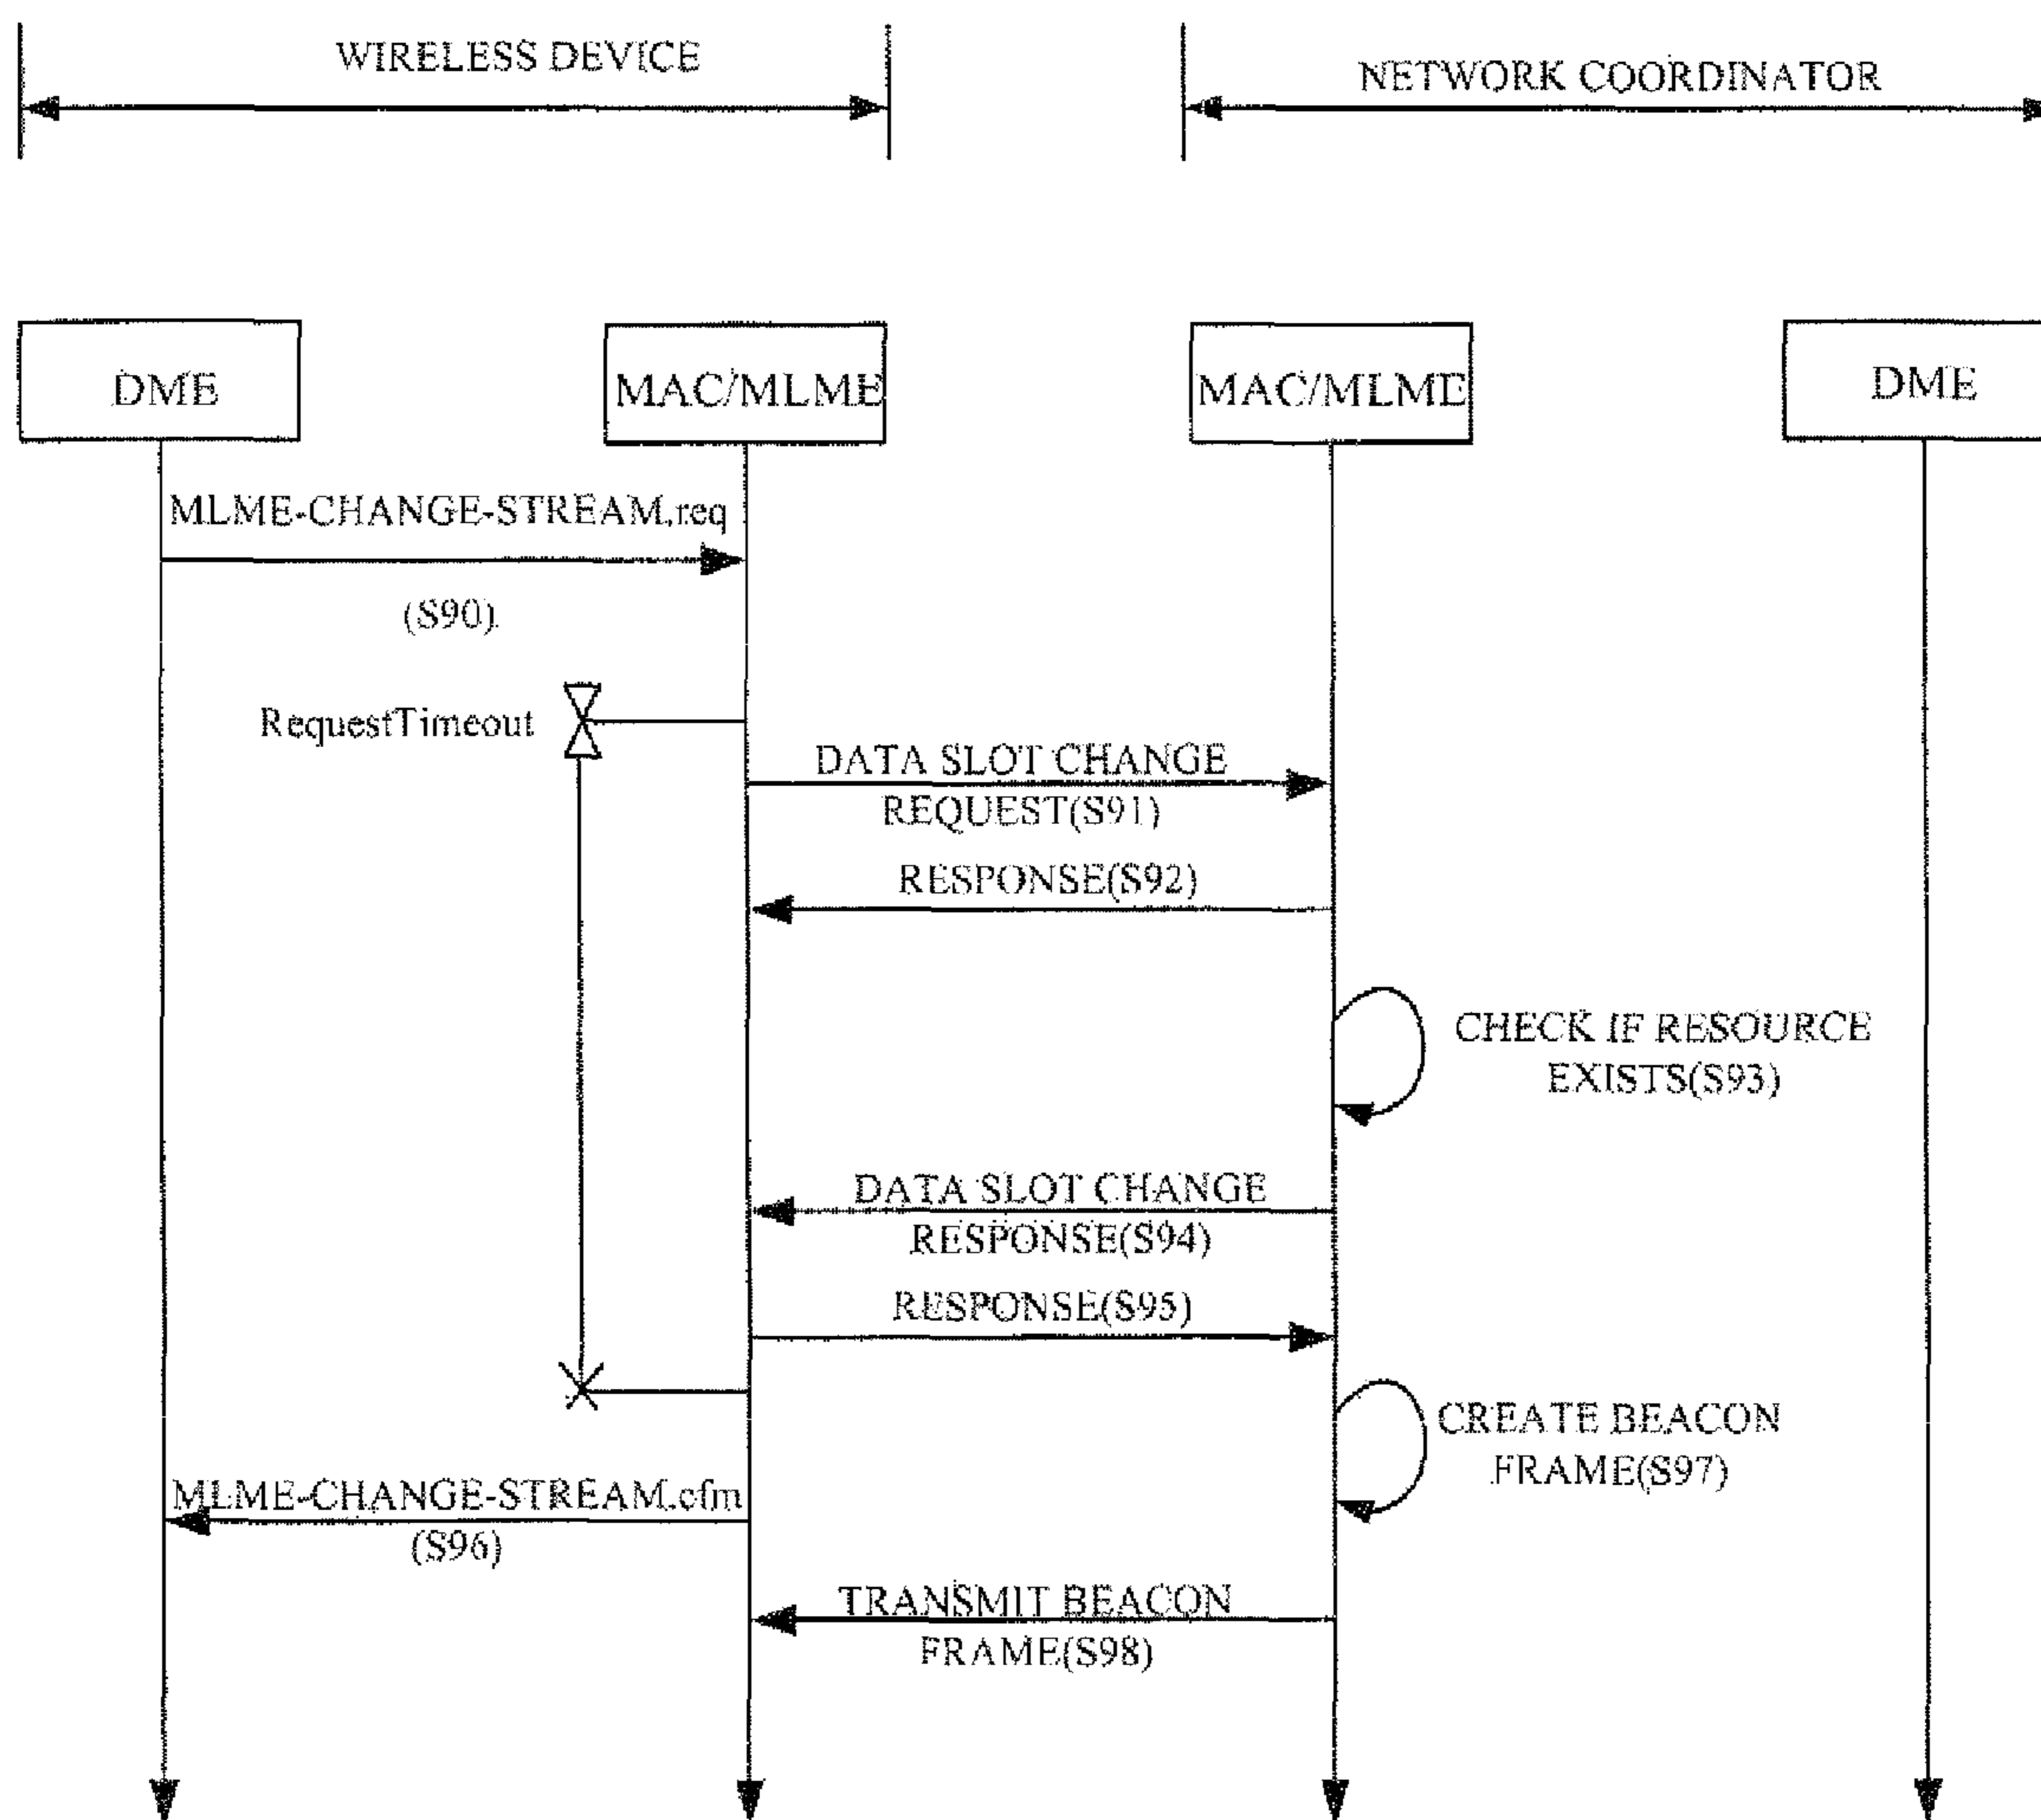 WIRELESS DEVICE
NETWORK COORDINATOR
DME
MAC/MLME
MAC/MLME
DME
MLME-CHANGE-STREAM.req
(S90)
RequestTimeout
DATA SLOT CHANGE
REQUEST(S91)
RESPONSE(S92)
CHECK IF RESOURCE
EXISTS(S93)
DATA SLOT CHANGE
RESPONSE(S94)
RESPONSE(S95)
CREATE BEACON
FRAME(S97)
MLME-CHANGE-STREAM.cfm
(S96)
TRANSMIT BEACON
FRAME(S98)